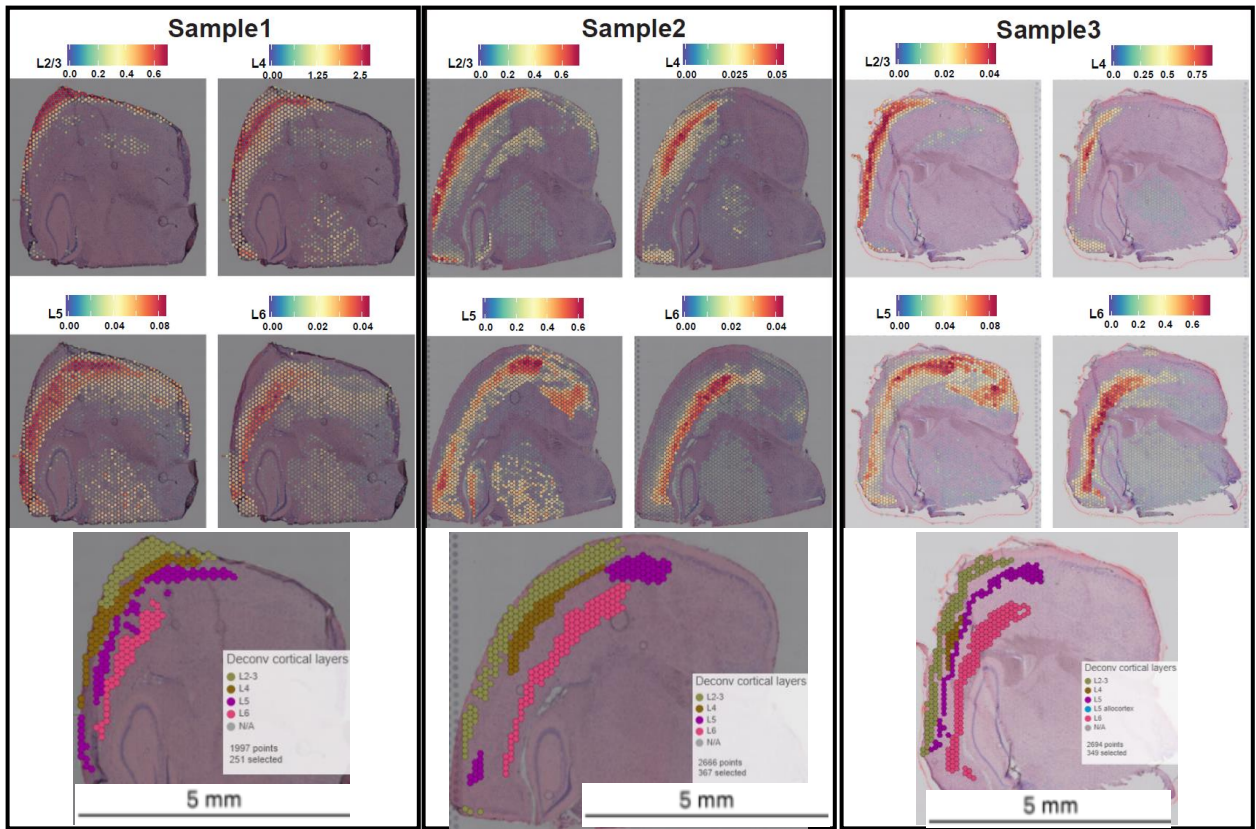 Sample1
L2/3
0.0 0.2 0.4 0.6
L4
0.0 1.25 2.5
L5
0.00 0.04 0.08
L6
0.00 0.02 0.04
Deconv cortical layers
L2-3
L4
L5
L6
N/A
1997 points
251 selected
5 mm
Sample2
L2/3
0.0 0.2 0.4 0.6
L4
0.00 0.025 0.05
L5
0.0 0.2 0.4 0.6
L6
0.00 0.02 0.04
Deconv cortical layers
L2-3
L4
L5
L6
N/A
2666 points
367 selected
5 mm
Sample3
L2/3
0.00 0.02 0.04
L4
0.0 0.25 0.5 0.75
L5
0.00 0.04 0.08
L6
0.0 0.2 0.4 0.6
Deconv cortical layers
L2-3
L4
L5
L5 allocortex
L6
N/A
2694 points
349 selected
5 mm